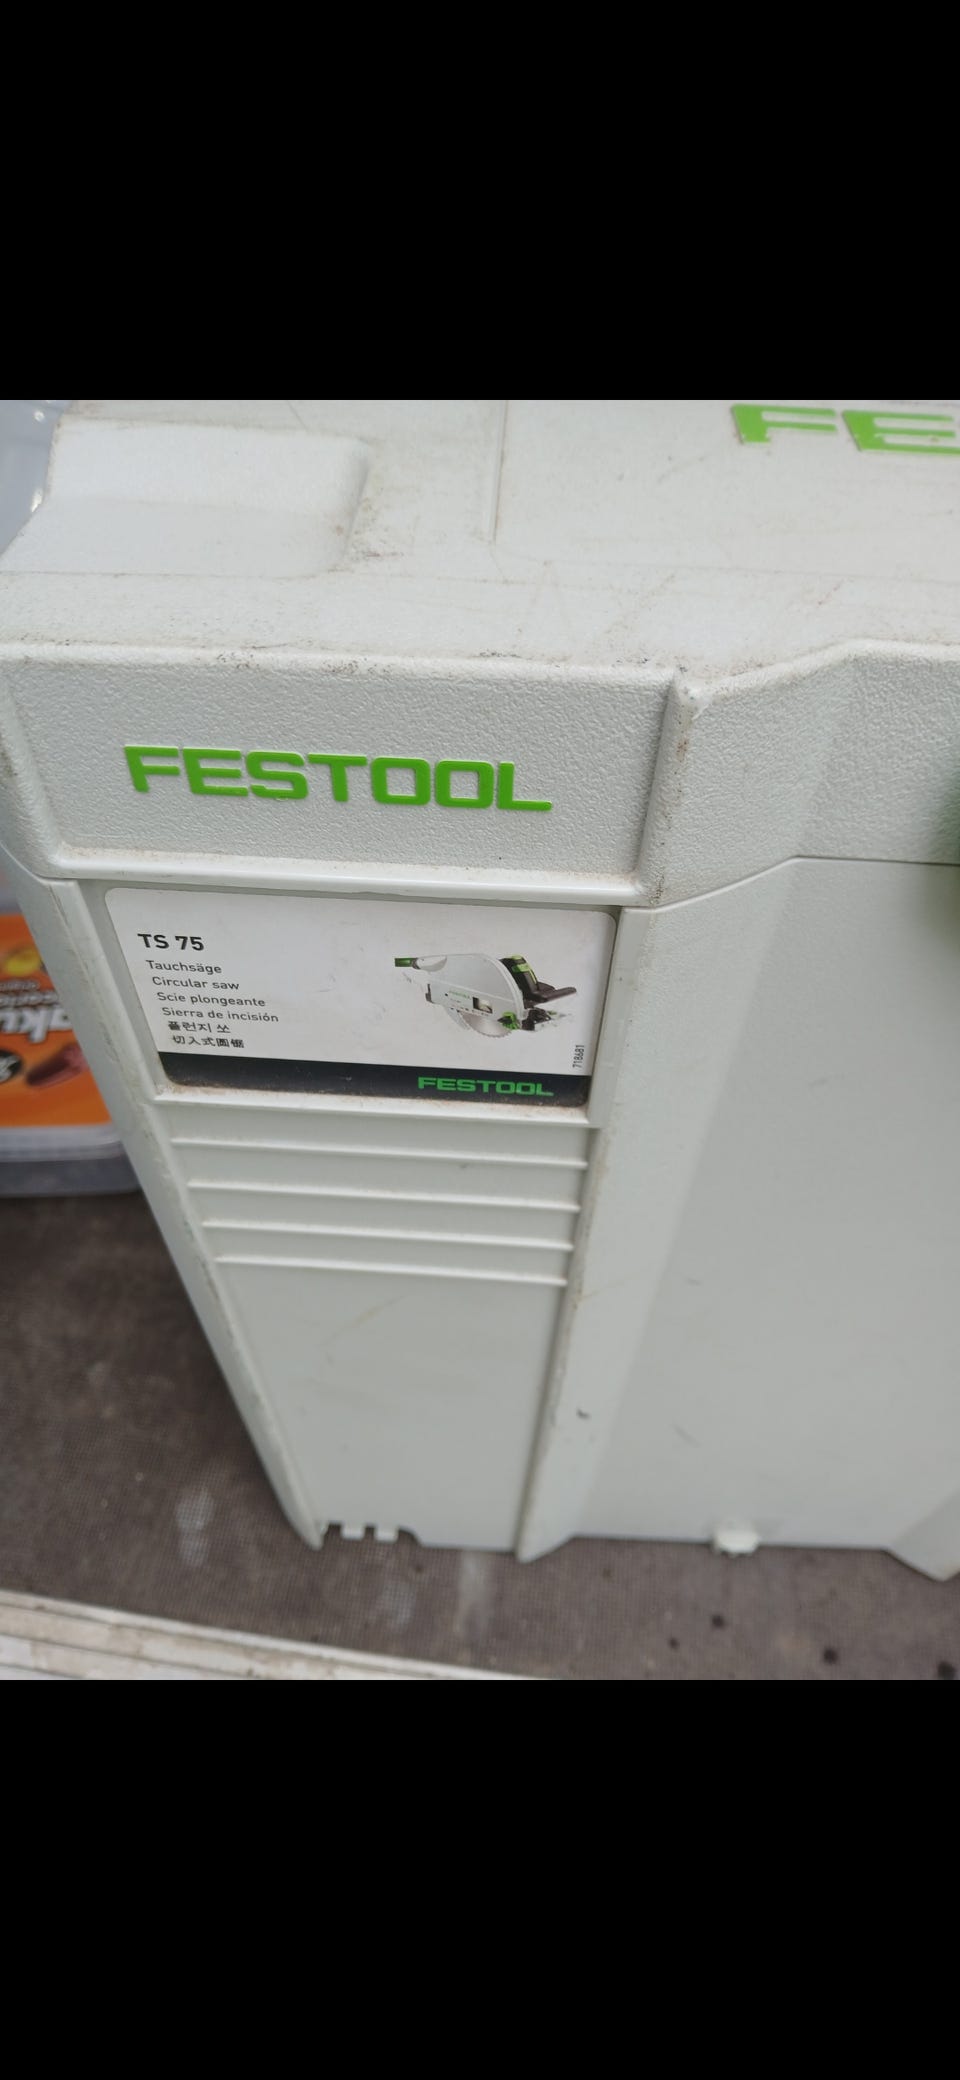 FESTOOL
TS 75
Tauchsäge
Circular saw
Scie plongeante
Sierra de incisión
플런지 쏘
切入式圆锯
718681
FESTOOL